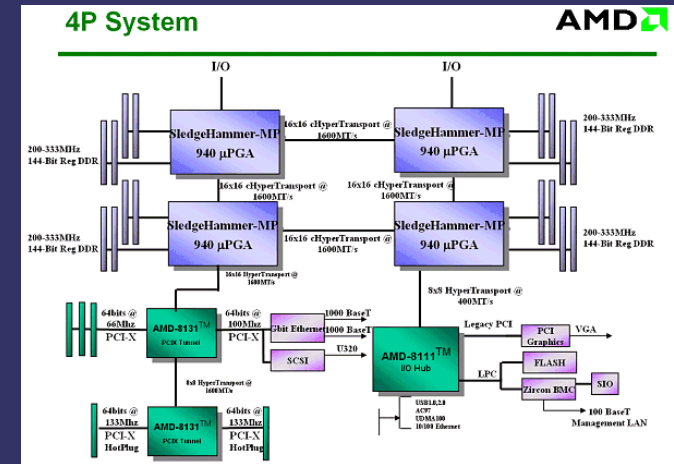 4P System
AMD
I/O
I/O
SledgeHammer-MP
940 µPGA
16x16 cHyperTransport @
1600MT/s
SledgeHammer-MP
940 µPGA
200-333MHz
144-Bit Reg DDR
200-333MHz
144-Bit Reg DDR
16x16 cHyperTransport @
1600MT/s
16x16 cHyperTransport @
1600MT/s
SledgeHammer-MP
940 µPGA
16x16 cHyperTransport @
1600MT/s
SledgeHammer-MP
940 µPGA
200-333MHz
144-Bit Reg DDR
200-333MHz
144-Bit Reg DDR
16x16 HyperTransport @
1600MT/s
8x8 HyperTransport @
400MT/s
64bits @
66Mhz
PCI-X
AMD-8131™
PCIX Tunnel
64bits @
100Mhz
PCI-X
Gbit Ethernet
1000 BaseT
1000 BaseT
SCSI
U320
Legacy PCI
PCI
Graphics
VGA
AMD-8111™
I/O Hub
LPC
FLASH
Zircon BMC
SIO
100 BaseT
Management LAN
USB1.0,2.0
AC97
UDMA100
10/100 Ethernet
8x8 HyperTransport @
1600MT/s
64bits @
133Mhz
PCI-X
HotPlug
AMD-8131™
PCIX Tunnel
64bits @
133Mhz
PCI-X
HotPlug